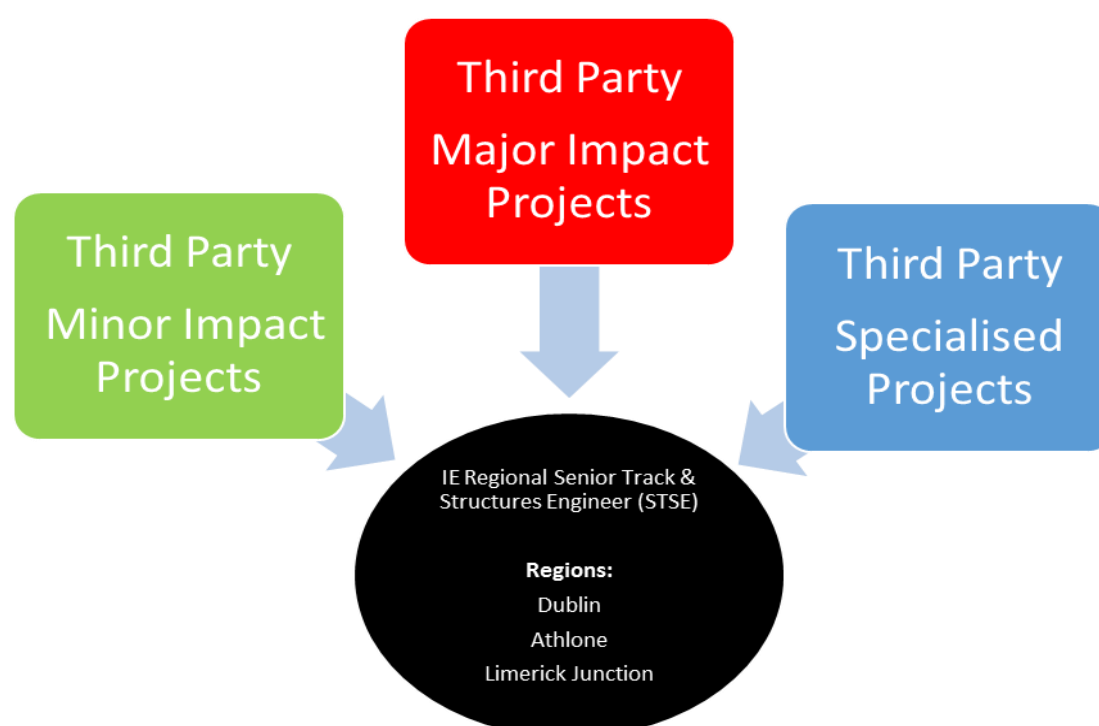 Third Party
Major Impact
Projects
Third Party
Minor Impact
Projects
Third Party
Specialised
Projects
IE Regional Senior Track &
Structures Engineer (STSE)
Regions:
Dublin
Athlone
Limerick Junction